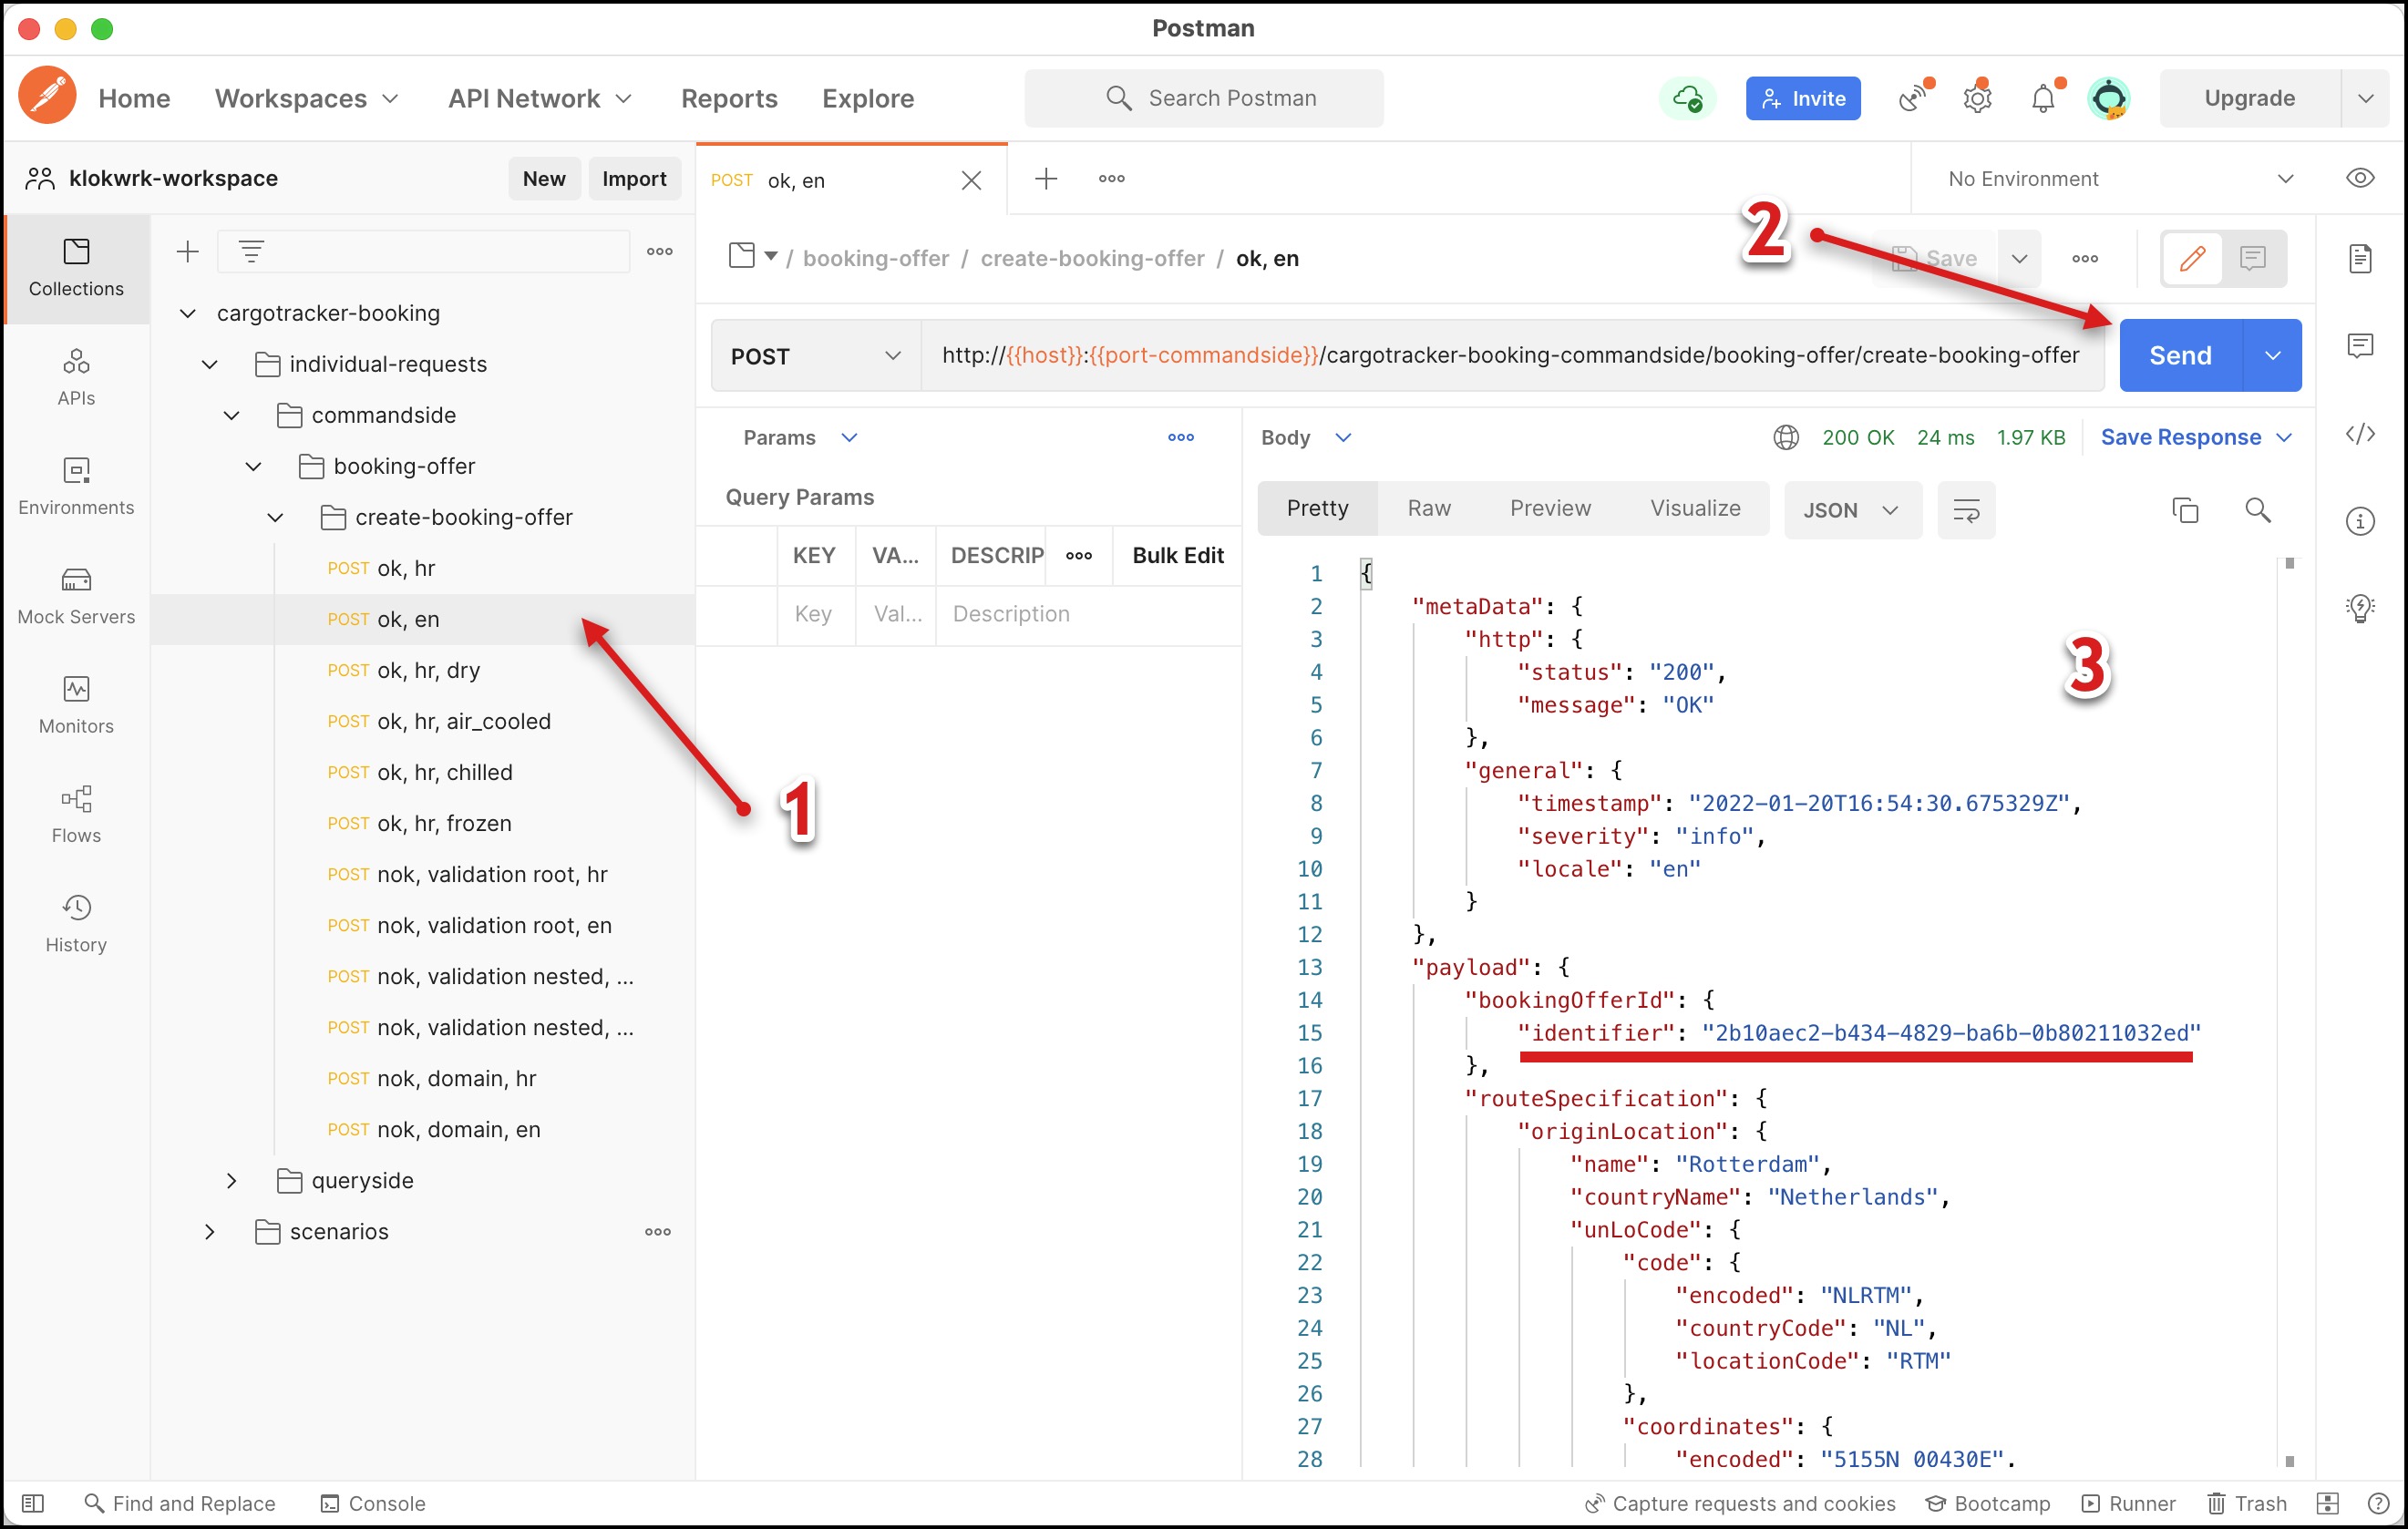 Postman
Home Workspaces API Network Reports Explore Search Postman Invite Upgrade
klokwrk-workspace New Import
POST ok, en
No Environment
Collections
APIs
Environments
Mock Servers
Monitors
Flows
History
cargotracker-booking
individual-requests
commandside
booking-offer
create-booking-offer
POST ok, hr
POST ok, en
POST ok, hr, dry
POST ok, hr, air_cooled
POST ok, hr, chilled
POST ok, hr, frozen
POST nok, validation root, hr
POST nok, validation root, en
POST nok, validation nested, ...
POST nok, validation nested, ...
POST nok, domain, hr
POST nok, domain, en
queryside
scenarios
1
/ booking-offer / create-booking-offer / ok, en
2
Save
POST http://{{host}}:{{port-commandside}}/cargotracker-booking-commandside/booking-offer/create-booking-offer Send
Params
Query Params
KEY VA... DESCRIP Bulk Edit
Key Val... Description
Body 200 OK 24 ms 1.97 KB Save Response
Pretty Raw Preview Visualize JSON
3
1 {
2 "metaData": {
3 "http": {
4 "status": "200",
5 "message": "OK"
6 },
7 "general": {
8 "timestamp": "2022-01-20T16:54:30.675329Z",
9 "severity": "info",
10 "locale": "en"
11 }
12 },
13 "payload": {
14 "bookingOfferId": {
15 "identifier": "2b10aec2-b434-4829-ba6b-0b80211032ed"
16 },
17 "routeSpecification": {
18 "originLocation": {
19 "name": "Rotterdam",
20 "countryName": "Netherlands",
21 "unLoCode": {
22 "code": {
23 "encoded": "NLRTM",
24 "countryCode": "NL",
25 "locationCode": "RTM"
26 },
27 "coordinates": {
28 "encoded": "5155N 00430E",
Find and Replace Console Capture requests and cookies Bootcamp Runner Trash